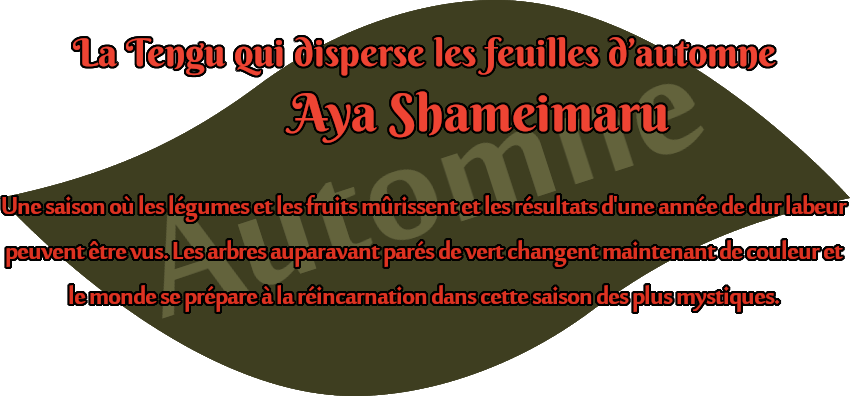 La Tengu qui disperse les feuilles d'automne
Aya Shameimaru
Automne
Une saison où les légumes et les fruits mûrissent et les résultats d'une année de dur labeur
peuvent être vus. Les arbres auparavant parés de vert changent maintenant de couleur et
le monde se prépare à la réincarnation dans cette saison des plus mystiques.